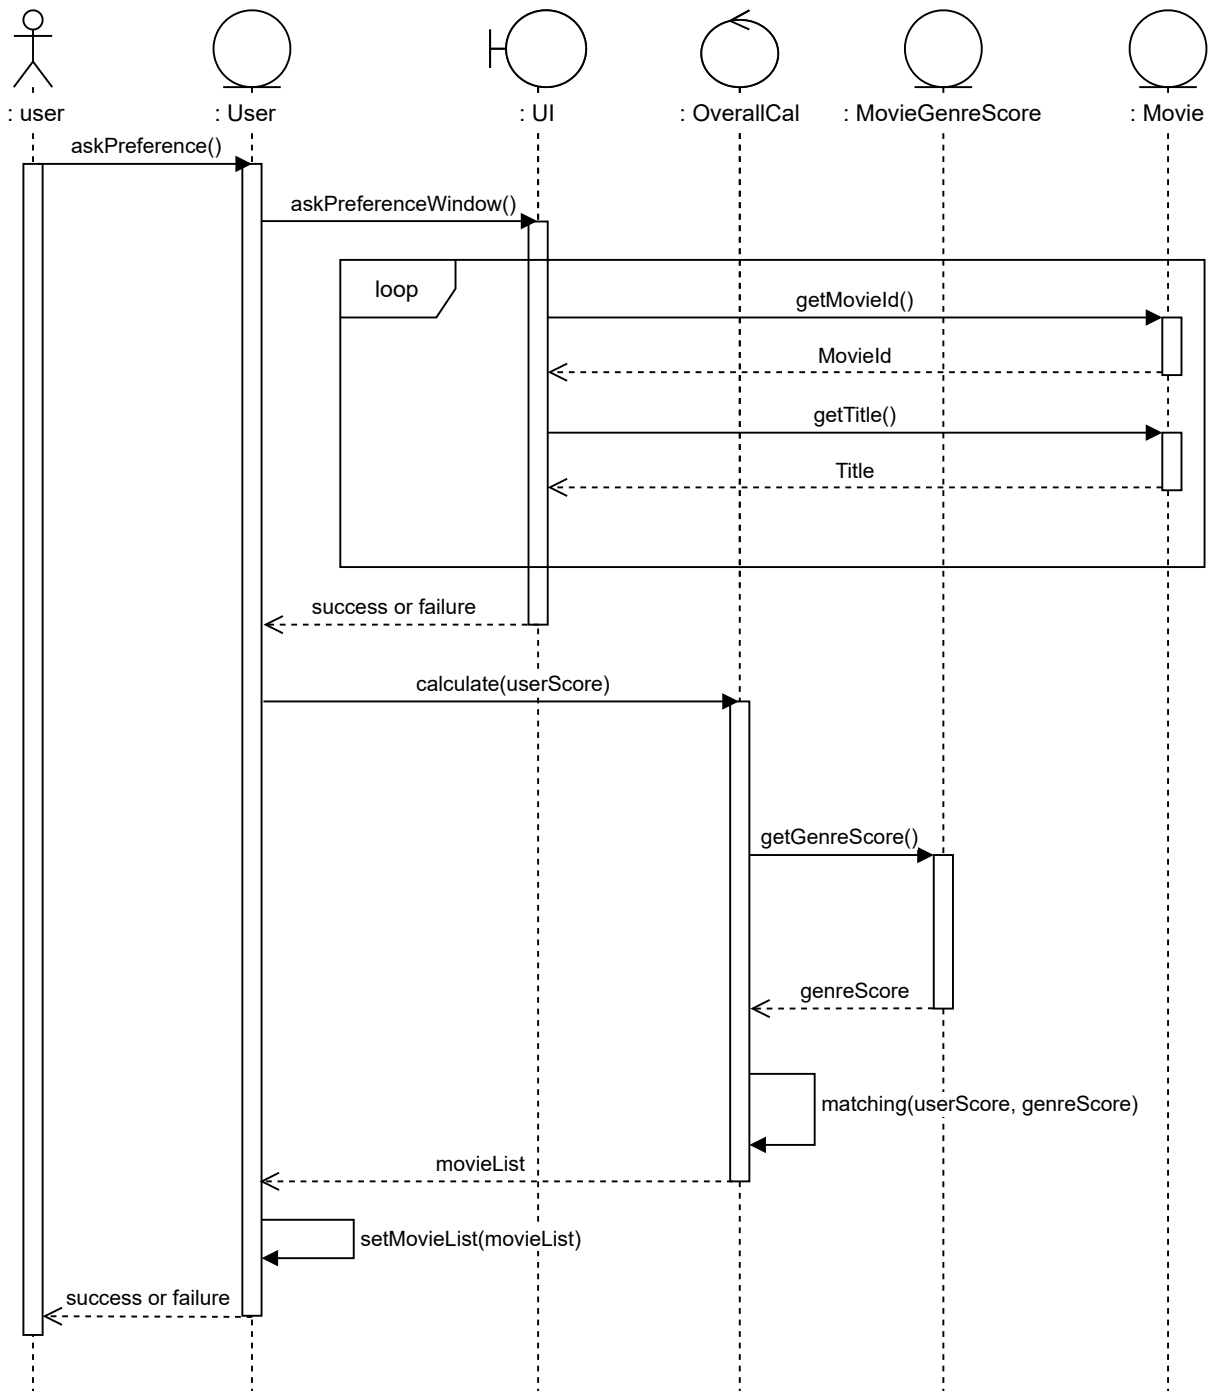 : user
: User
: UI
: OverallCal
: MovieGenreScore
: Movie
askPreference()
askPreferenceWindow()
loop
getMovieId()
MovieId
getTitle()
Title
success or failure
calculate(userScore)
getGenreScore()
genreScore
matching(userScore, genreScore)
movieList
setMovieList(movieList)
success or failure